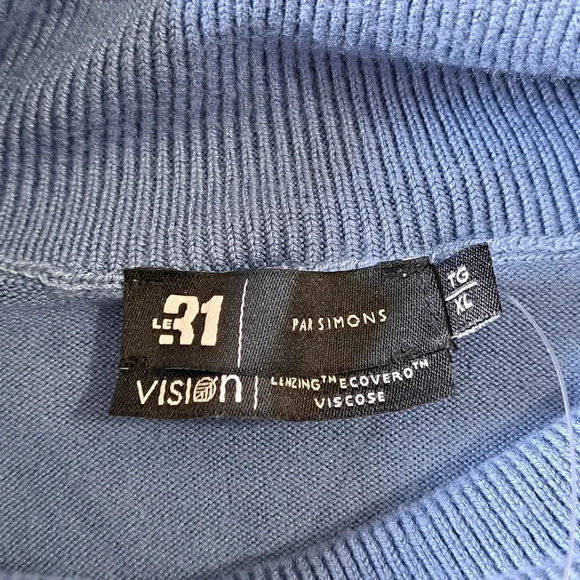 LE 31 | PAR SIMONS
TG
XL
VISION | LENZING™ ECOVERO™
VISCOSE